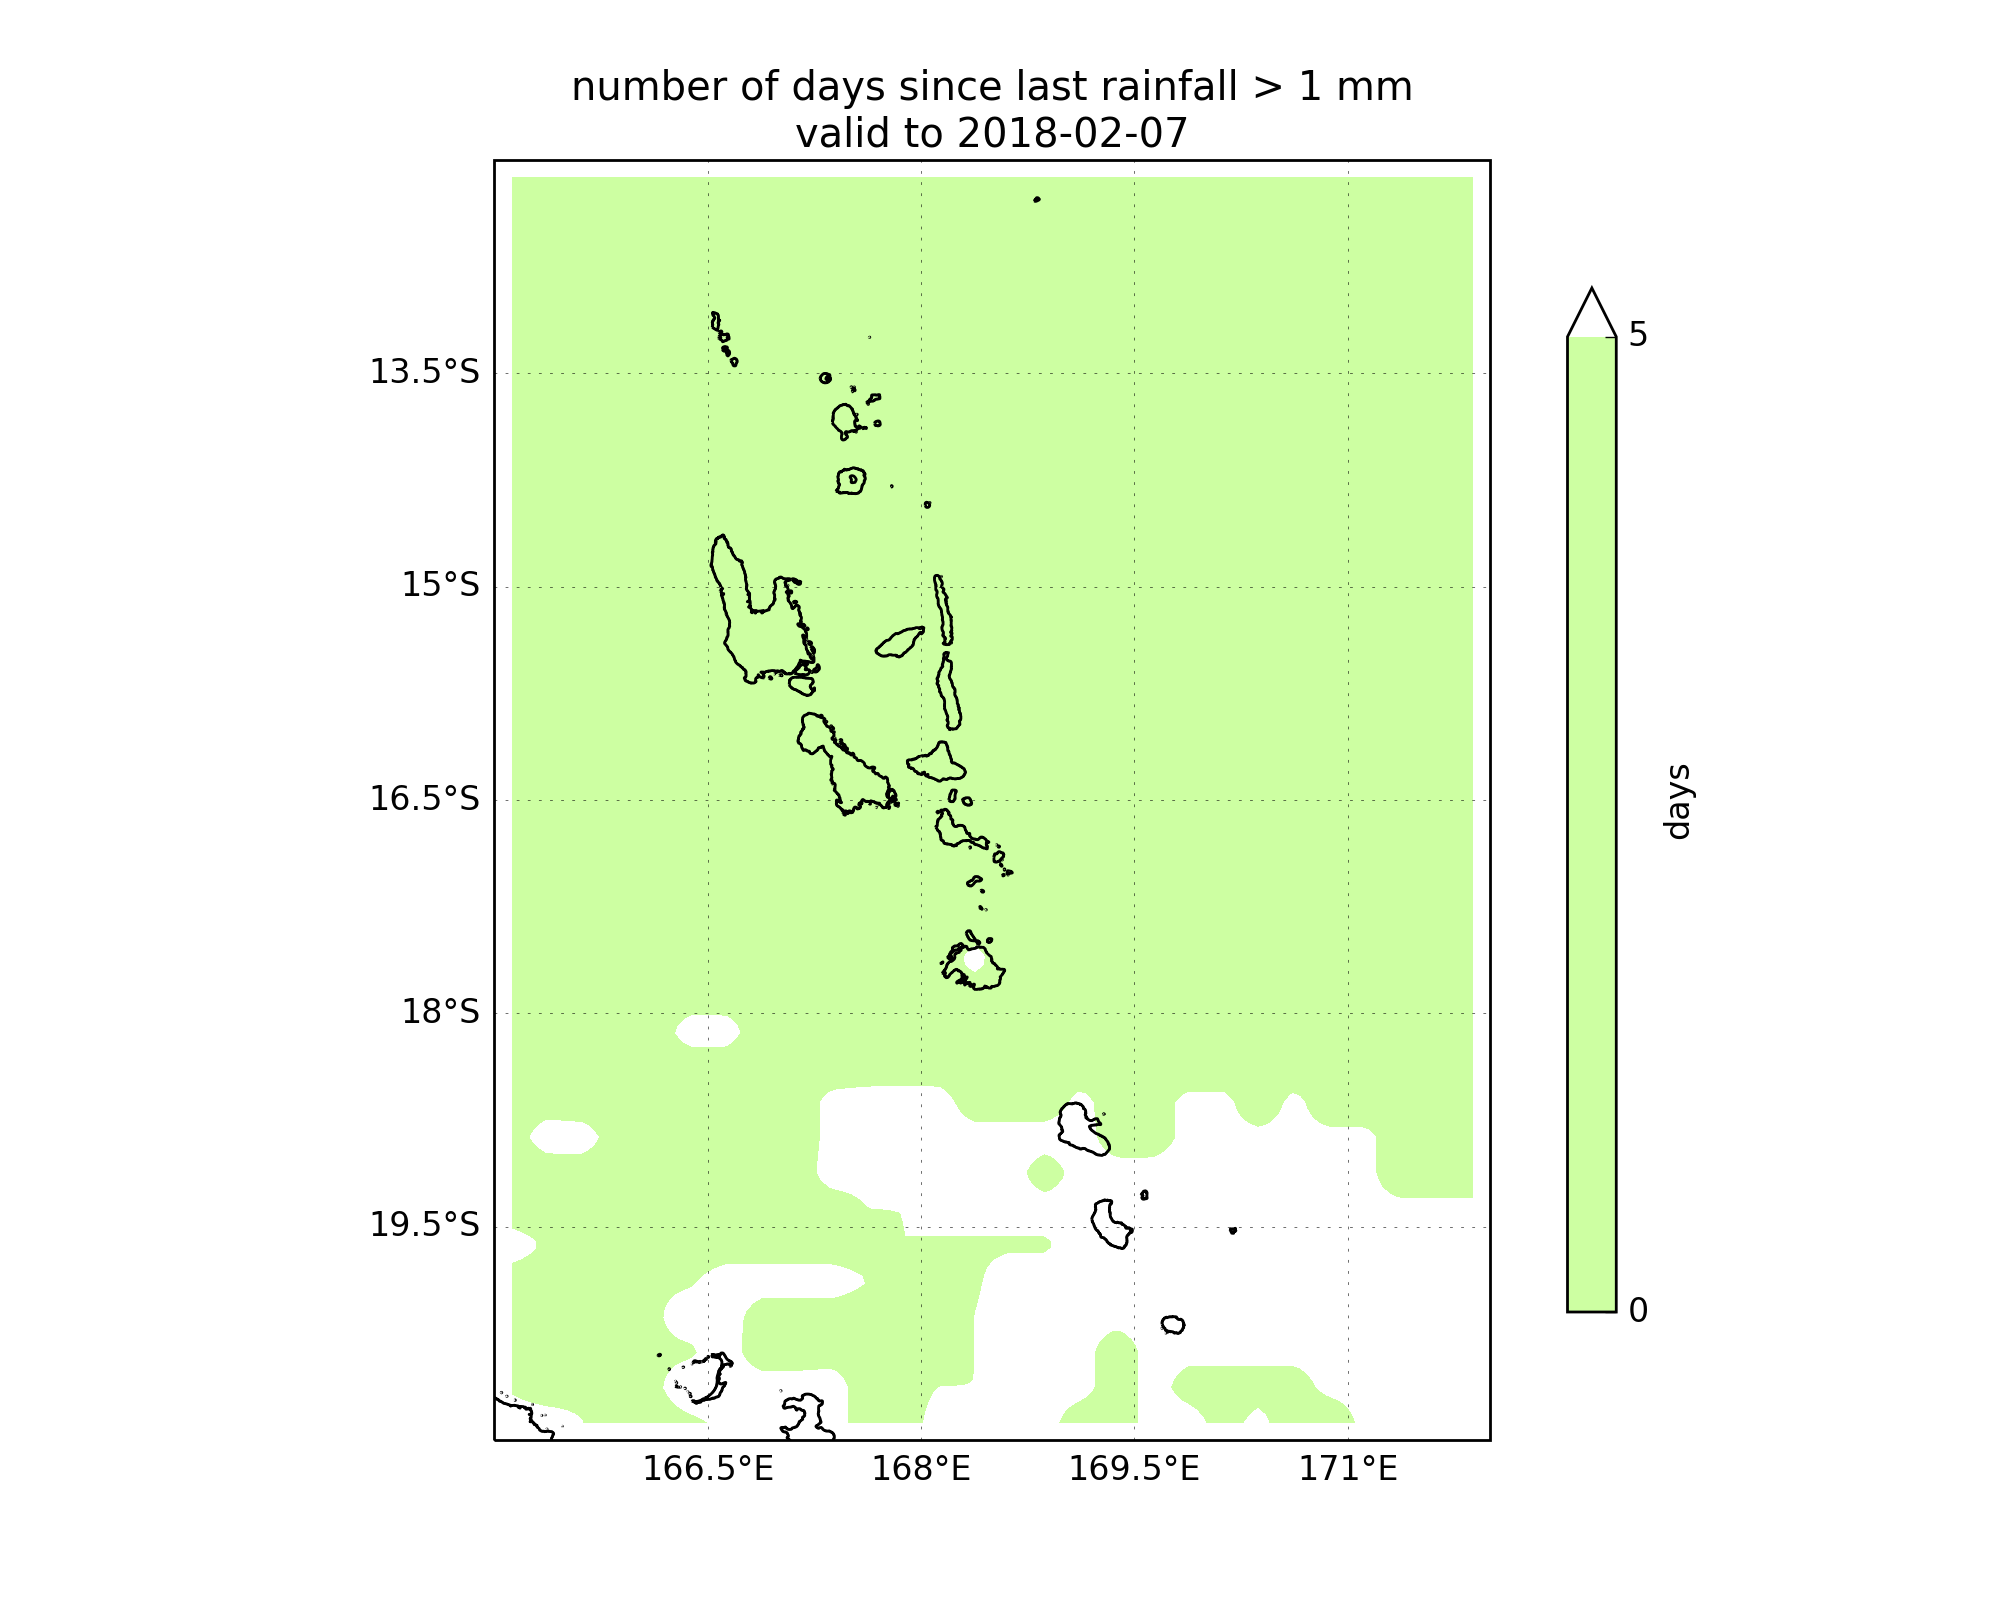 number of days since last rainfall > 1 mm
valid to 2018-02-07
13.5°S
15°S
16.5°S
18°S
19.5°S
166.5°E
168°E
169.5°E
171°E
5
0
days